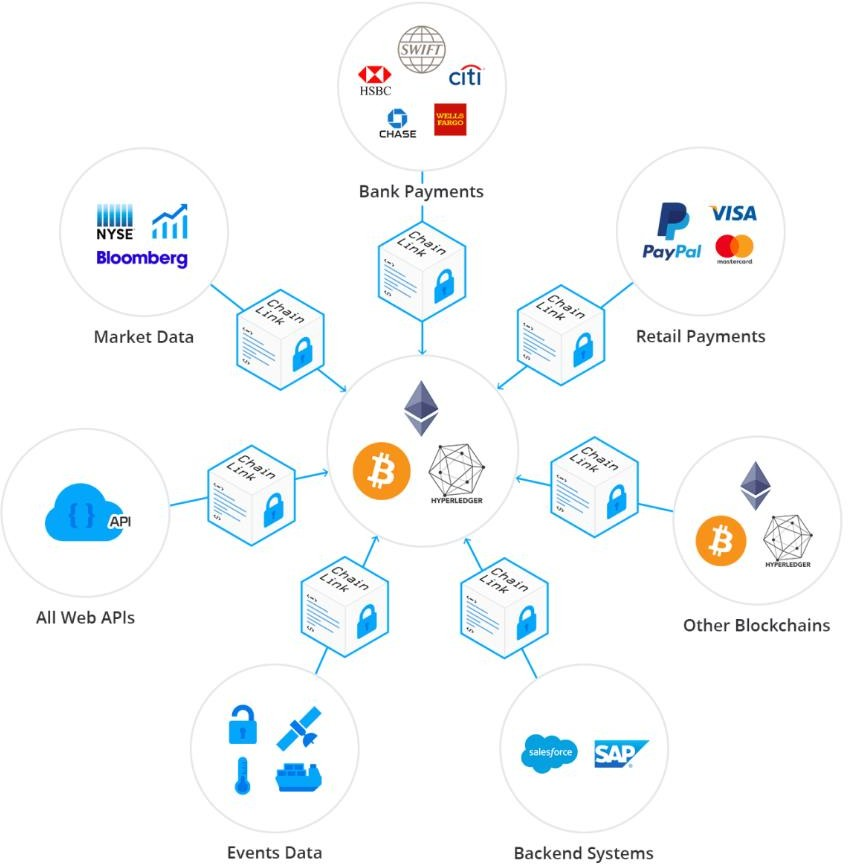 SWIFT
HSBC
citi
CHASE
WELLS
FARGO
Bank Payments
NYSE
Bloomberg
Market Data
PayPal
VISA
mastercard
Retail Payments
Chain
Link
<~>
</>
Chain
Link
<~>
</>
Chain
Link
<~>
</>
HYPERLEDGER
{ } API
All Web APIs
Chain
Link
<~>
</>
Chain
Link
<~>
</>
HYPERLEDGER
Other Blockchains
Chain
Link
<~>
</>
Chain
Link
<~>
</>
Events Data
salesforce
SAP
Backend Systems